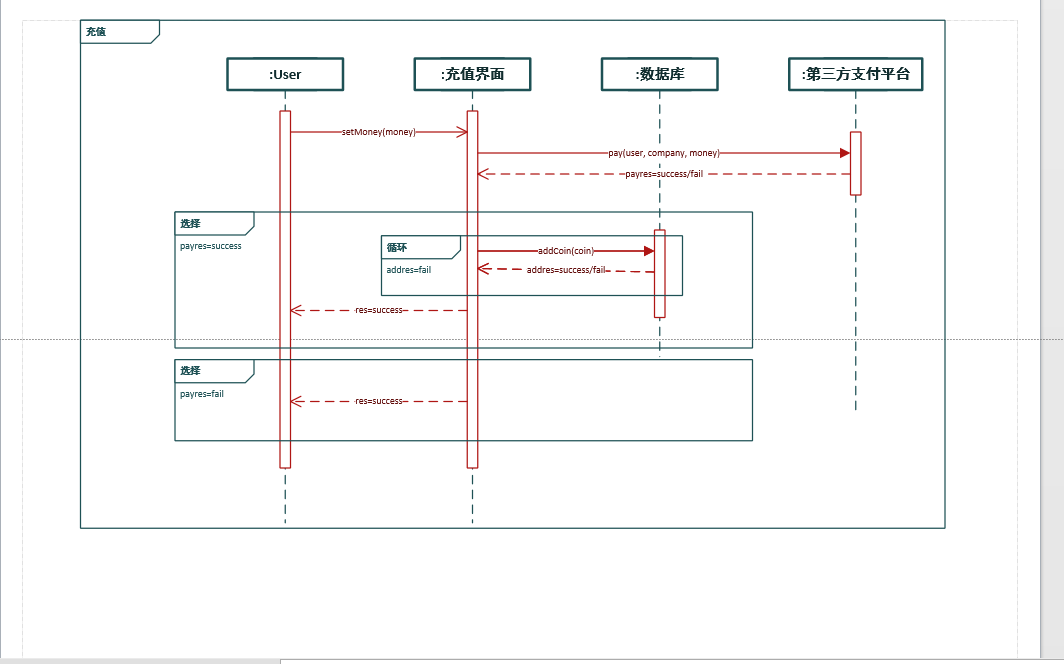 充值
:User
:充值界面
:数据库
:第三方支付平台
setMoney(money)
pay(user, company, money)
payres=success/fail
选择
payres=success
循环
addCoin(coin)
addres=fail
addres=success/fail
res=success
选择
payres=fail
res=success